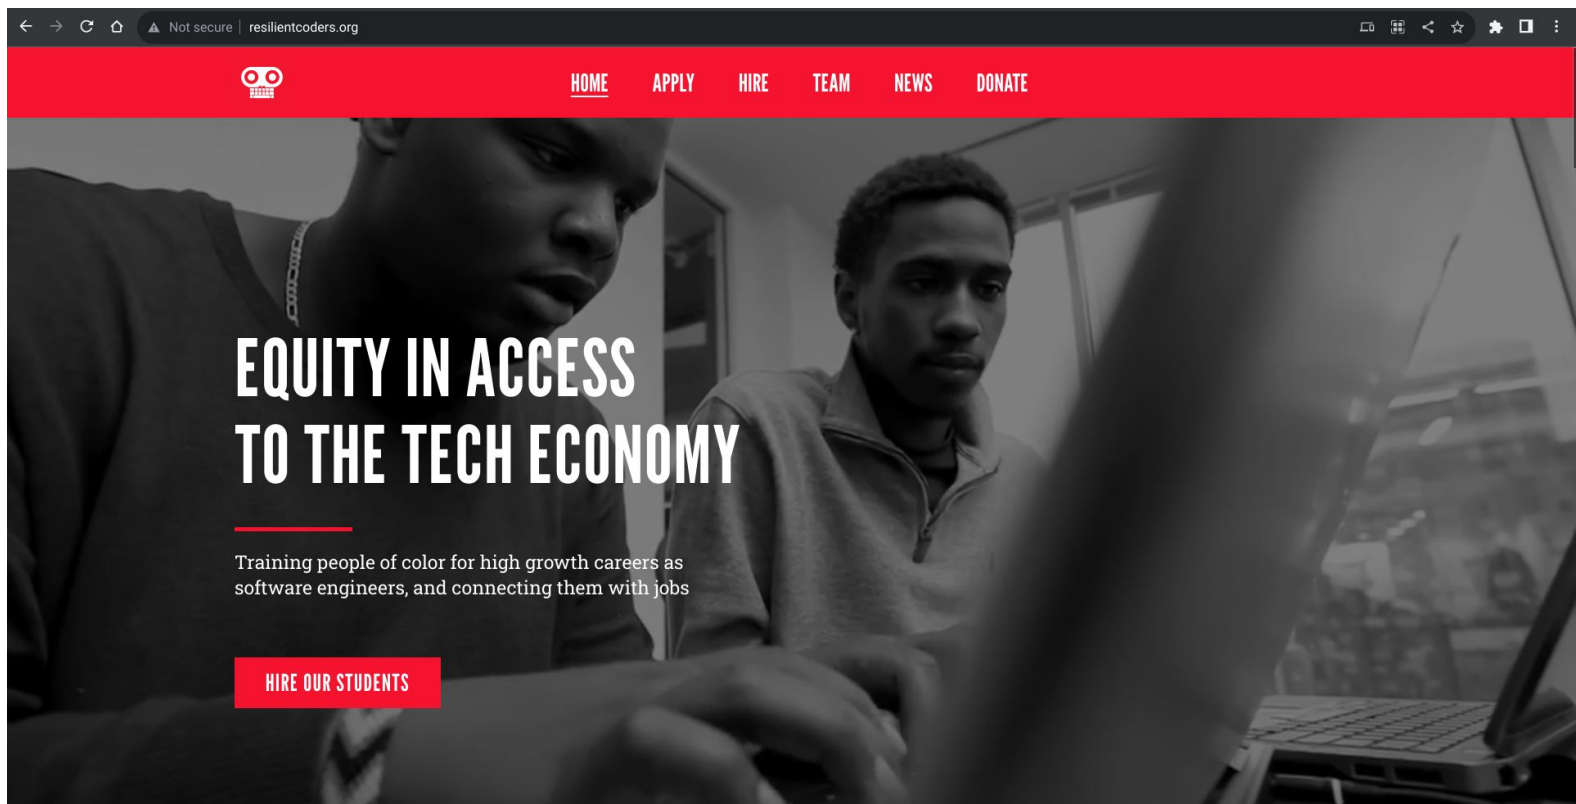 Not secure | resilientcoders.org
HOME APPLY HIRE TEAM NEWS DONATE
EQUITY IN ACCESS
TO THE TECH ECONOMY
Training people of color for high growth careers as
software engineers, and connecting them with jobs
HIRE OUR STUDENTS